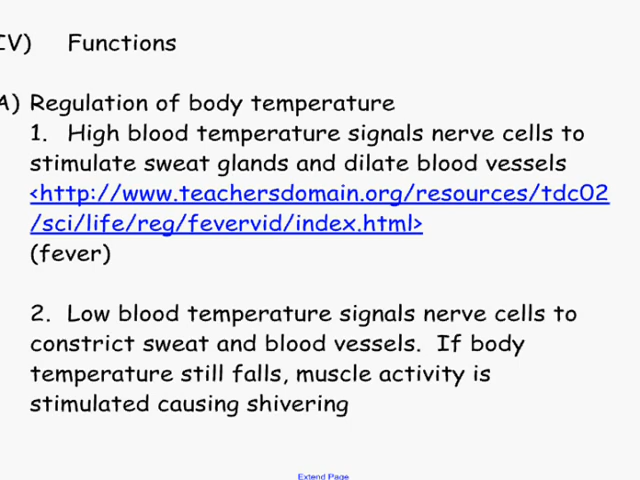 IV) Functions
A) Regulation of body temperature
1. High blood temperature signals nerve cells to
stimulate sweat glands and dilate blood vessels
<http://www.teachersdomain.org/resources/tdc02
/sci/life/reg/fevervid/index.html>
(fever)
2. Low blood temperature signals nerve cells to
constrict sweat and blood vessels. If body
temperature still falls, muscle activity is
stimulated causing shivering
Extend Page